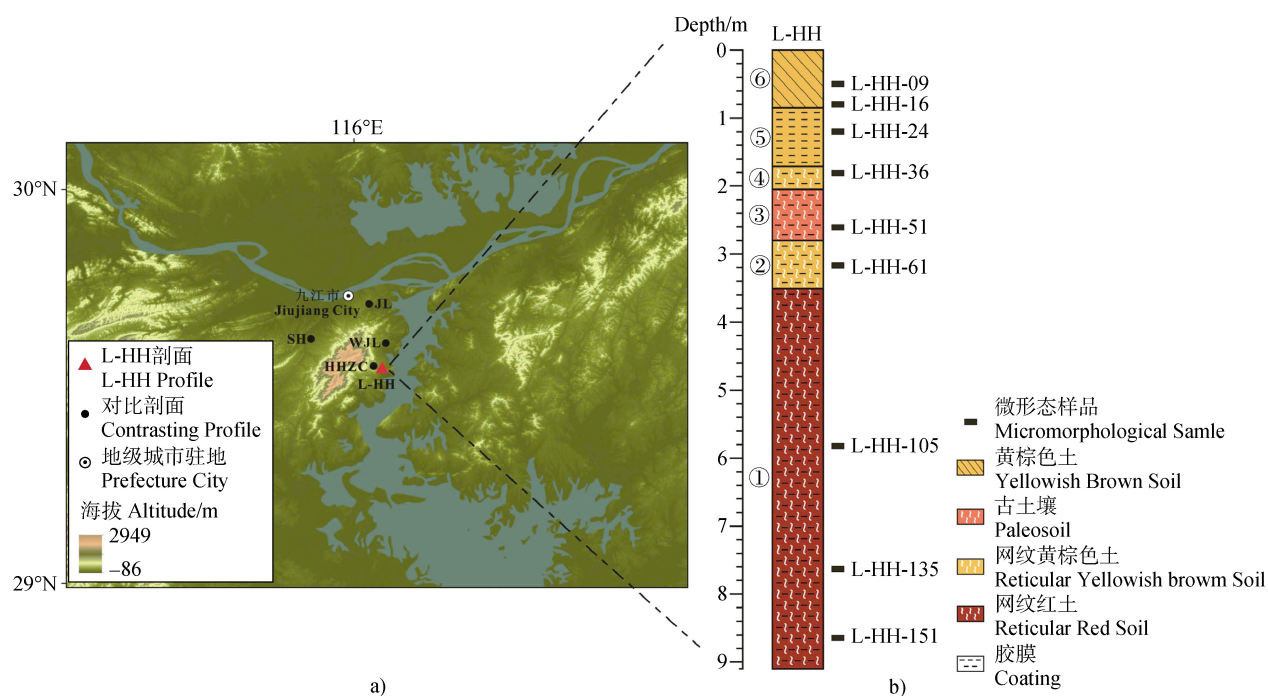 116°E
30°N
29°N
九江市
Jiujiang City
JL
SH
WJL
HHZC
L-HH
L-HH剖面
L-HH Profile
对比剖面
Contrasting Profile
地级城市驻地
Prefecture City
海拔 Altitude/m
2949
–86
a)
Depth/m
L-HH
0
1
2
3
4
5
6
7
8
9
⑥
⑤
④
③
②
①
L-HH-09
L-HH-16
L-HH-24
L-HH-36
L-HH-51
L-HH-61
L-HH-105
L-HH-135
L-HH-151
微形态样品
Micromorphological Samle
黄棕色土
Yellowish Brown Soil
古土壤
Paleosoil
网纹黄棕色土
Reticular Yellowish browm Soil
网纹红土
Reticular Red Soil
胶膜
Coating
b)